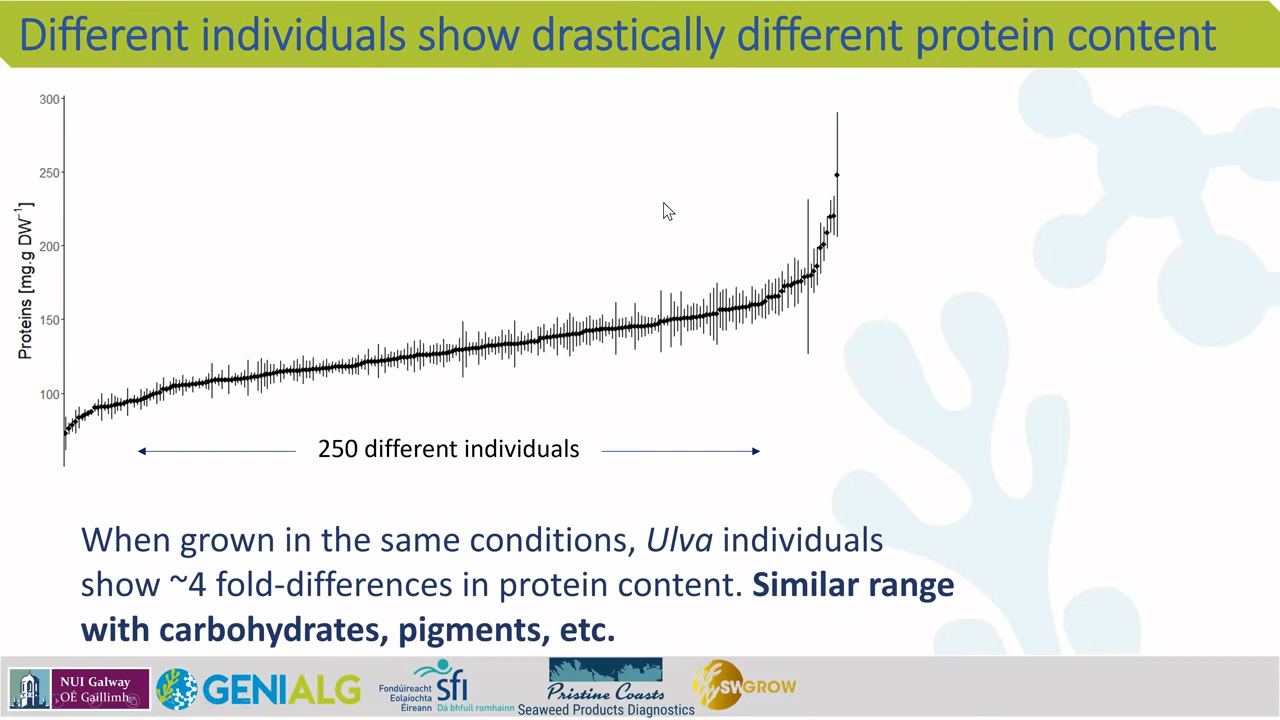 Different individuals show drastically different protein content
300
250
200
150
100
Proteins [mg.g DW⁻¹]
250 different individuals
When grown in the same conditions, Ulva individuals
show ~4 fold-differences in protein content. Similar range
with carbohydrates, pigments, etc.
NUI Galway
OÉ Gaillimh
GENIALG
Fondúireacht
Eolaíochta
Éireann
sfi
Dá bhfuil romhainn
Pristine Coasts
Seaweed Products Diagnostics
SWGROW